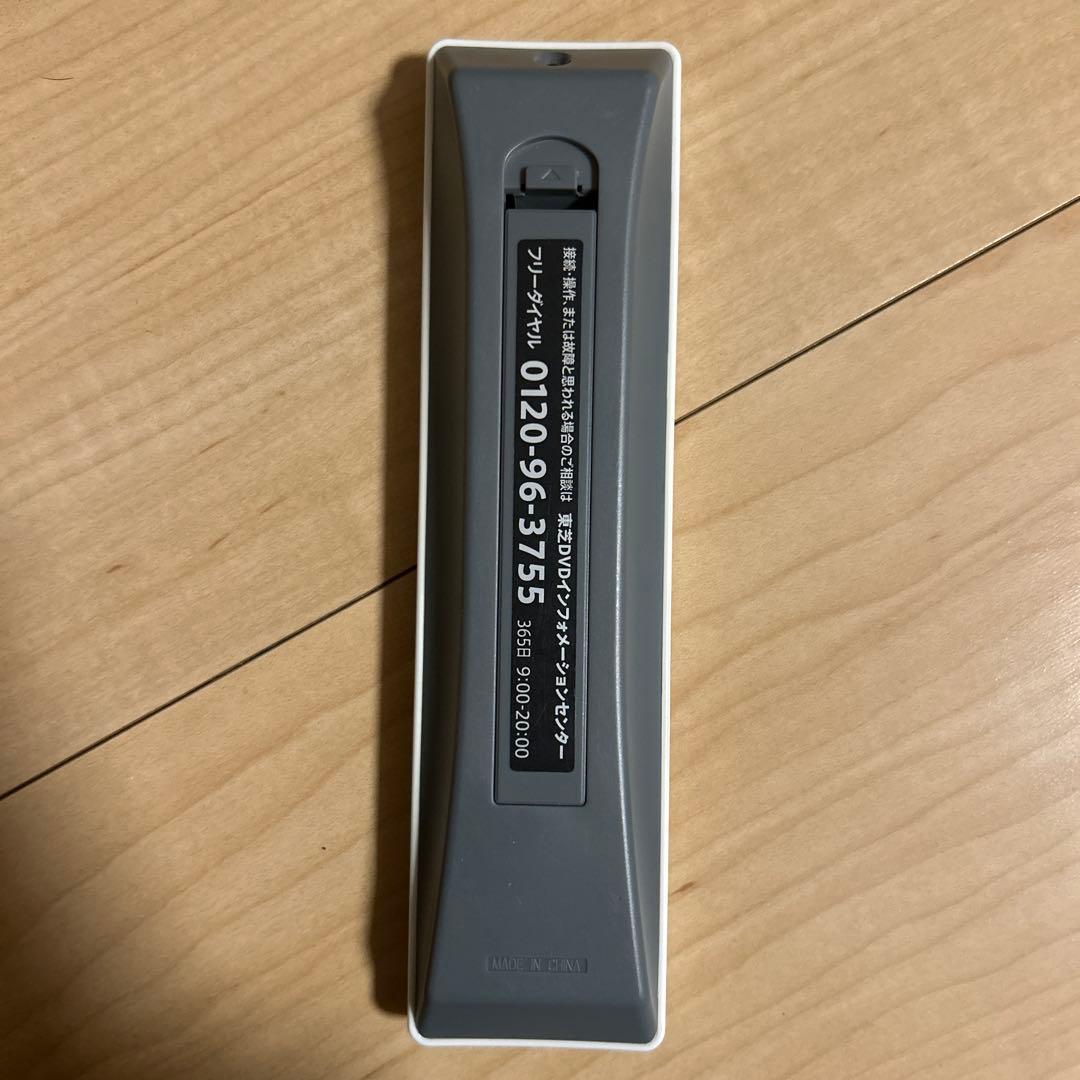 接続・操作、または故障と思われる場合のご相談は 東芝DVDインフォメーションセンター
フリーダイヤル 0120-96-3755 365日 9:00-20:00
MADE IN CHINA